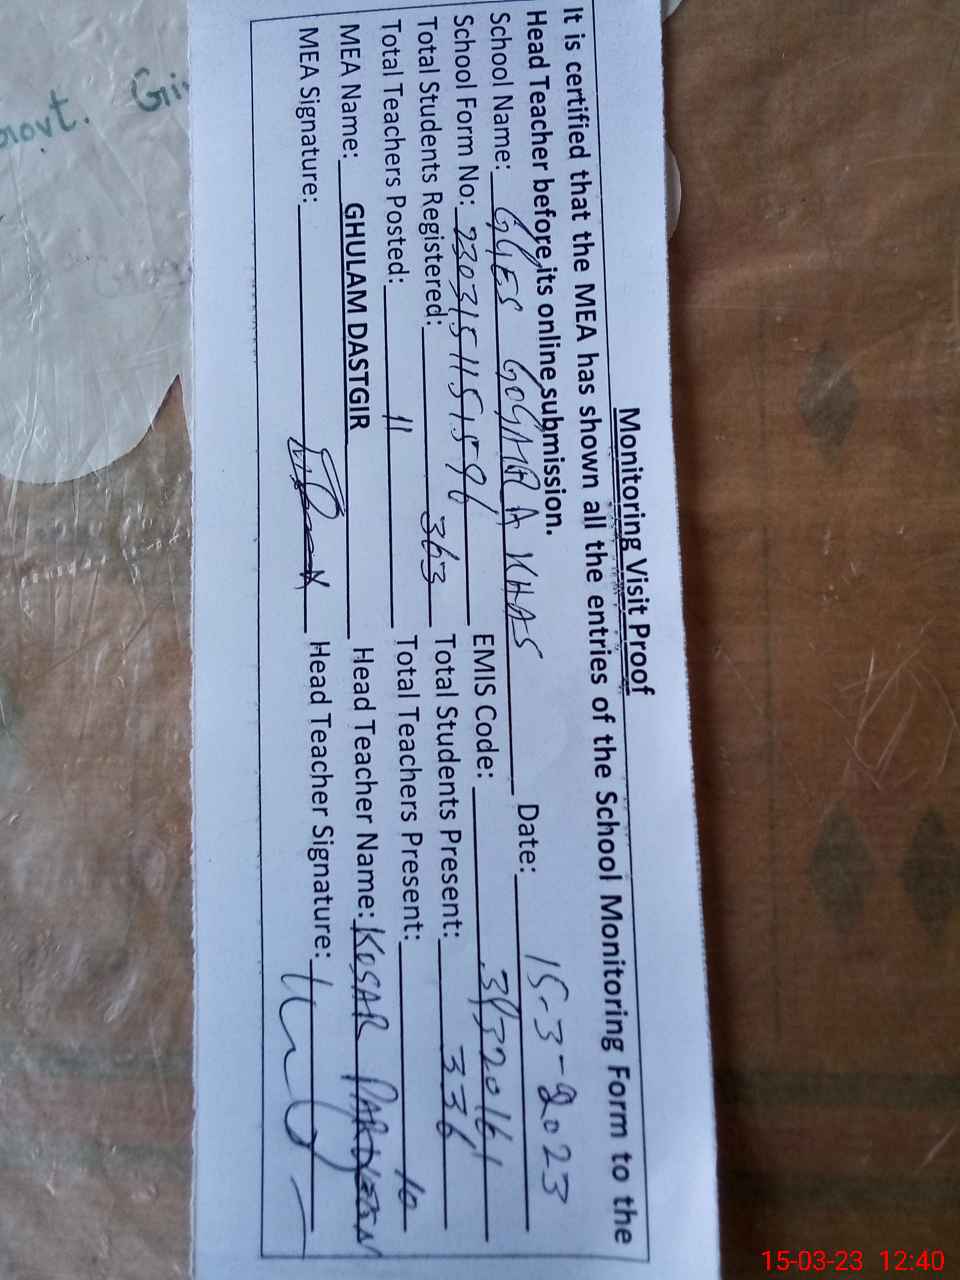 Monitoring Visit Proof
It is certified that the MEA has shown all the entries of the School Monitoring Form to the
Head Teacher before its online submission.
School Name: GGES GOGARA KHAS Date: 15-3-2023
School Form No: EMIS Code:
Total Students Registered: 363 Total Students Present: 336
Total Teachers Posted: 11 Total Teachers Present: 10
MEA Name: GHULAM DASTGIR Head Teacher Name: KOSAR PARVEEN
MEA Signature: Head Teacher Signature:
Govt. Gi
15-03-23 12:40